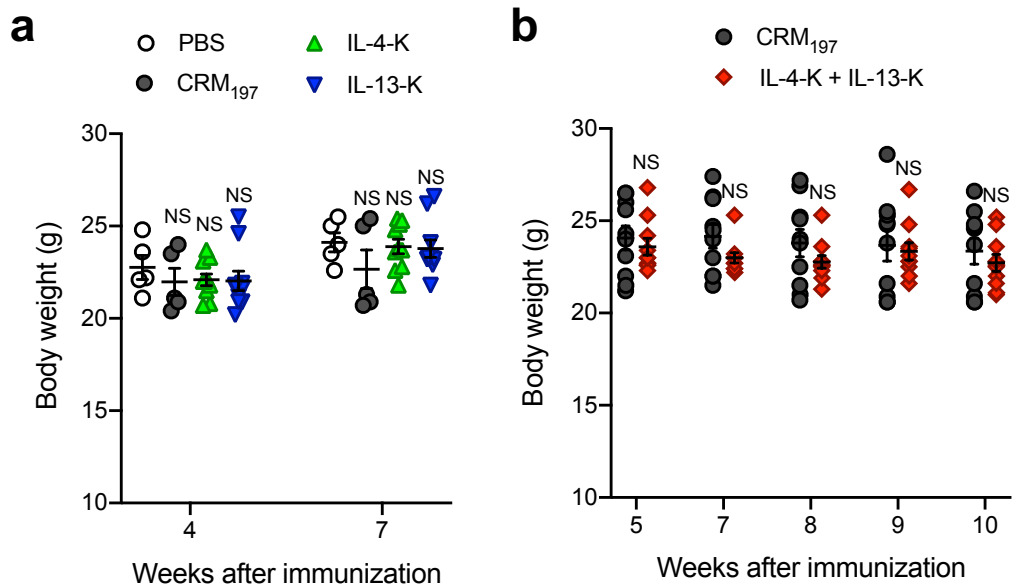 a
PBS
IL-4-K
CRM197
IL-13-K
30
25
20
15
10
Body weight (g)
NS
NS
NS
NS
NS
NS
4
7
Weeks after immunization
b
CRM197
IL-4-K + IL-13-K
30
25
20
15
10
Body weight (g)
NS
NS
NS
NS
NS
5
7
8
9
10
Weeks after immunization